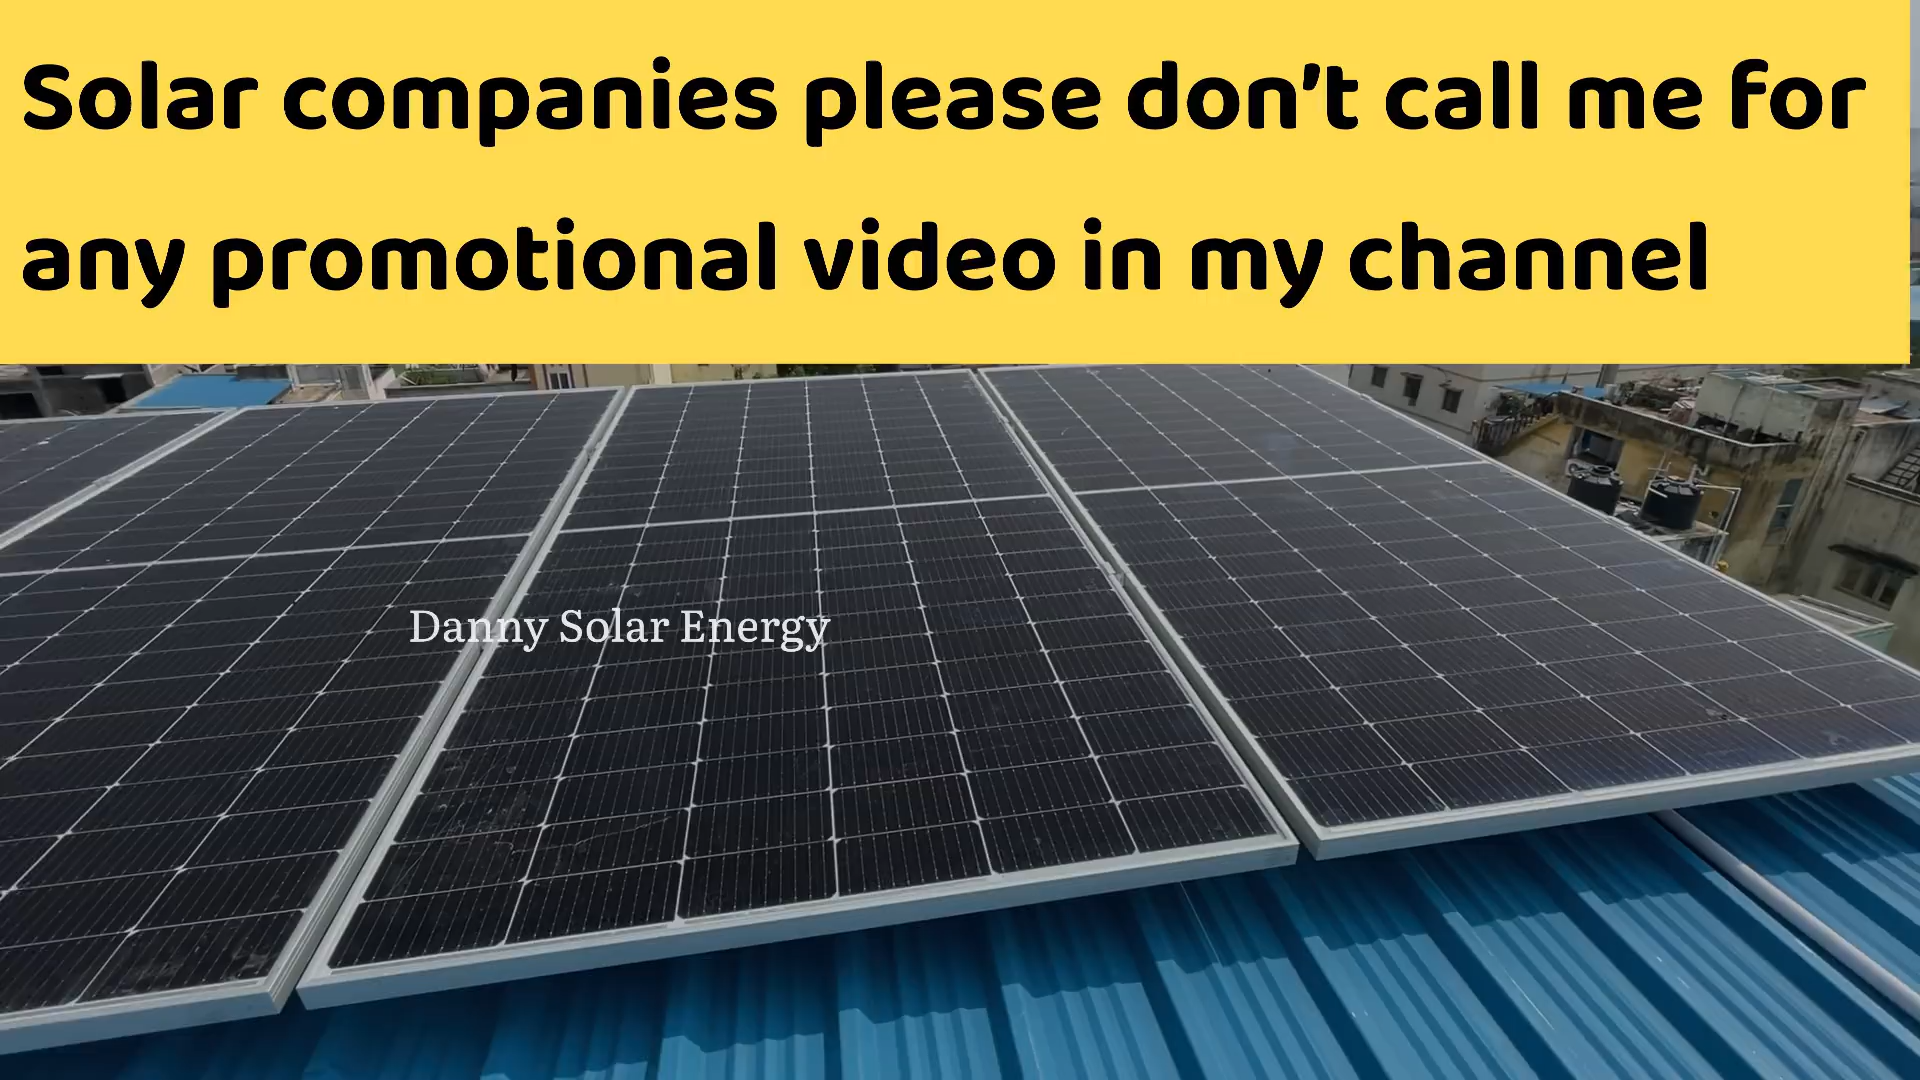 Solar companies please don't call me for
any promotional video in my channel
Danny Solar Energy